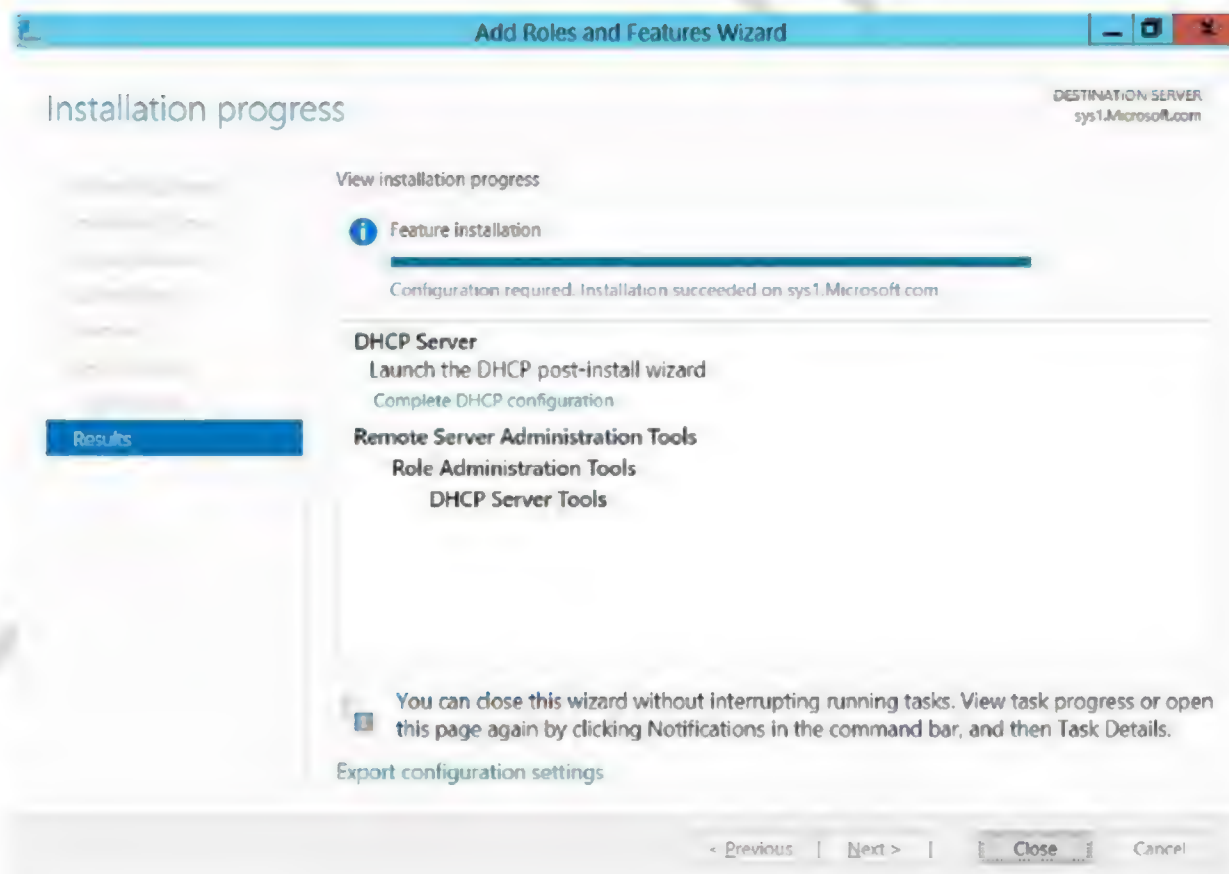 Add Roles and Features Wizard
Installation progress
DESTINATION SERVER
sys1.Microsoft.com
View installation progress
Feature installation
Configuration required. Installation succeeded on sys1.Microsoft.com
DHCP Server
Launch the DHCP post-install wizard
Complete DHCP configuration
Results
Remote Server Administration Tools
Role Administration Tools
DHCP Server Tools
You can close this wizard without interrupting running tasks. View task progress or open
this page again by clicking Notifications in the command bar, and then Task Details.
Export configuration settings
< Previous | Next > | Close Cancel